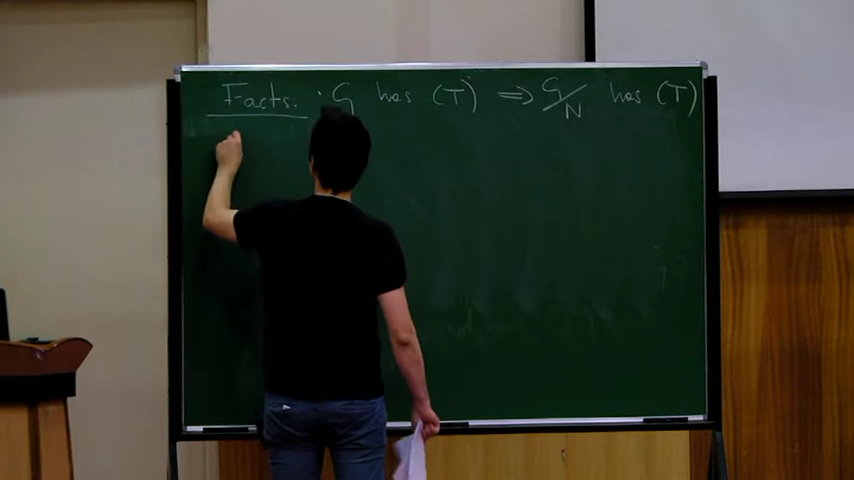 Facts. · G has (T) ⇒ G/N has (T)